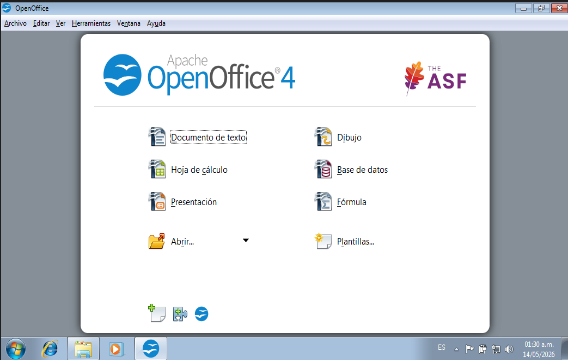 OpenOffice
Archivo Editar Ver Herramientas Ventana Ayuda
Apache
OpenOffice® 4
THE
ASF
Documento de texto
Dibujo
Hoja de cálculo
Base de datos
Presentación
Fórmula
Abrir...
Plantillas...
ES
01:30 a.m.
14/05/2026